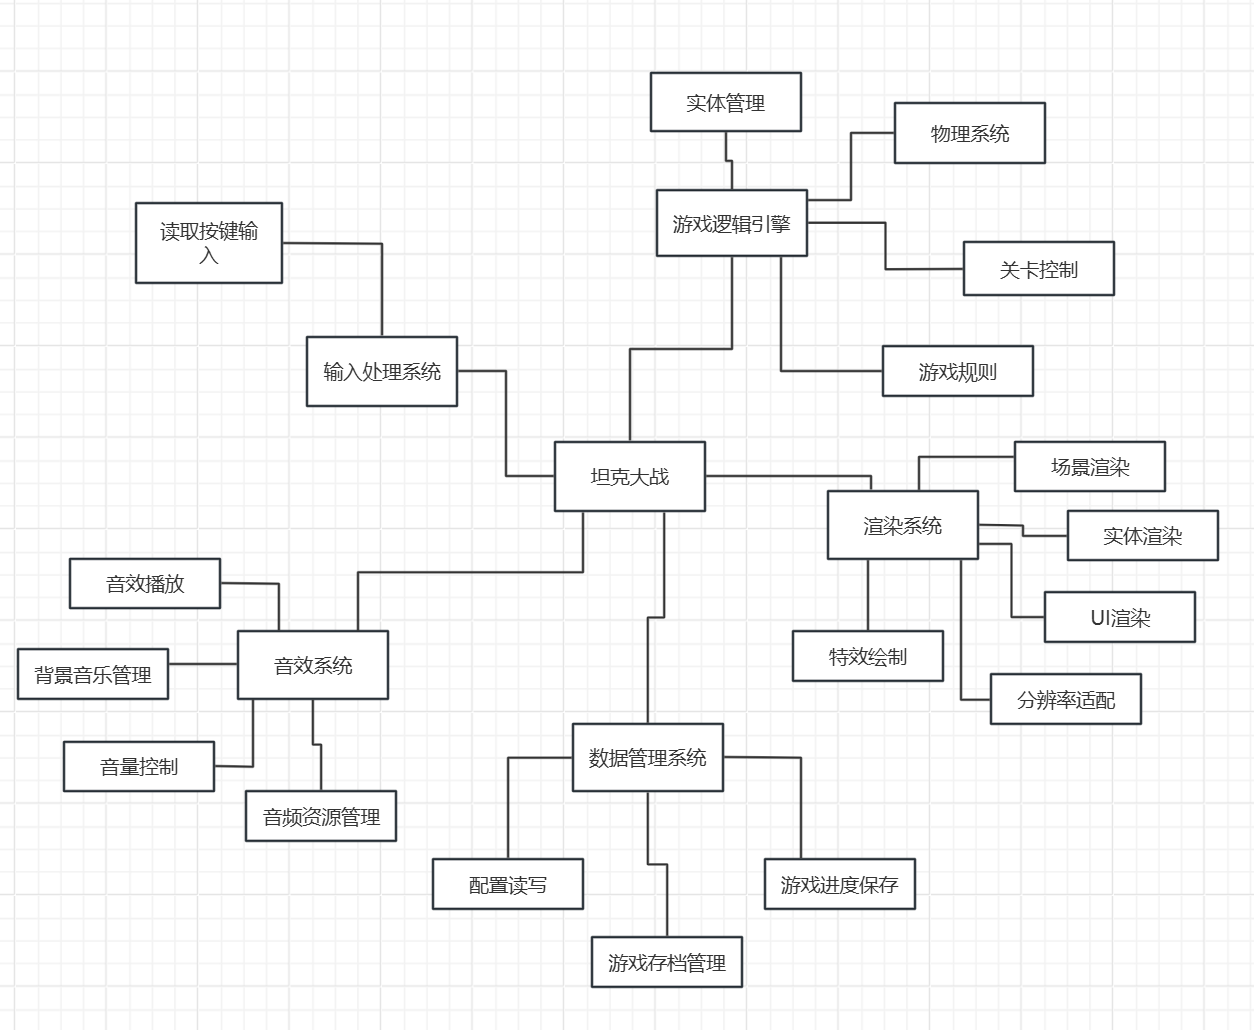 实体管理
物理系统
游戏逻辑引擎
读取按键输
入
关卡控制
输入处理系统
游戏规则
坦克大战
场景渲染
渲染系统
实体渲染
音效播放
UI渲染
特效绘制
音效系统
背景音乐管理
分辨率适配
数据管理系统
音量控制
音频资源管理
配置读写
游戏进度保存
游戏存档管理